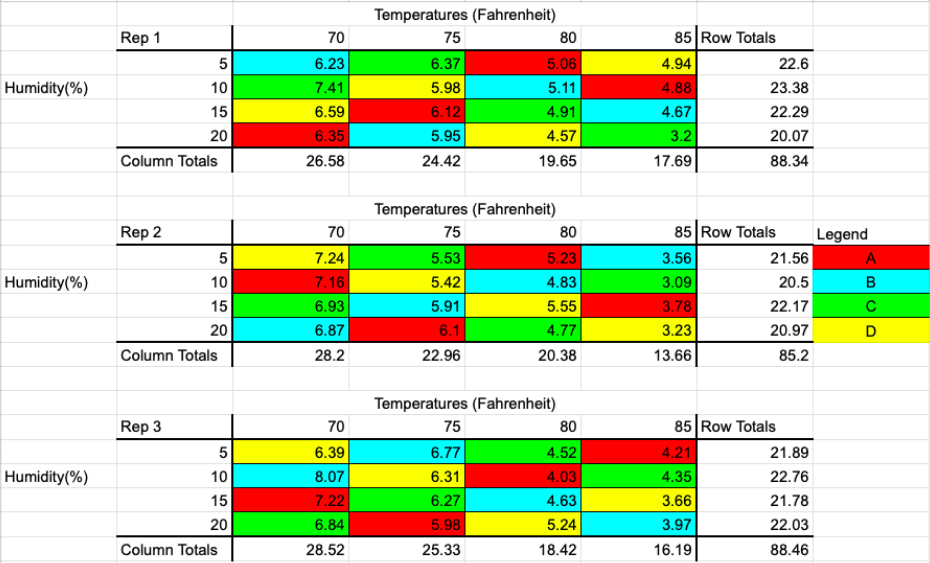 Temperatures (Fahrenheit)
Rep 1 70 75 80 85 Row Totals
5 6.23 6.37 5.06 4.94 22.6
Humidity(%) 10 7.41 5.98 5.11 4.88 23.38
15 6.59 6.12 4.91 4.67 22.29
20 6.35 5.95 4.57 3.2 20.07
Column Totals 26.58 24.42 19.65 17.69 88.34
Temperatures (Fahrenheit)
Rep 2 70 75 80 85 Row Totals Legend
5 7.24 5.53 5.23 3.56 21.56 A
Humidity(%) 10 7.16 5.42 4.83 3.09 20.5 B
15 6.93 5.91 5.55 3.78 22.17 C
20 6.87 6.1 4.77 3.23 20.97 D
Column Totals 28.2 22.96 20.38 13.66 85.2
Temperatures (Fahrenheit)
Rep 3 70 75 80 85 Row Totals
5 6.39 6.77 4.52 4.21 21.89
Humidity(%) 10 8.07 6.31 4.03 4.35 22.76
15 7.22 6.27 4.63 3.66 21.78
20 6.84 5.98 5.24 3.97 22.03
Column Totals 28.52 25.33 18.42 16.19 88.46